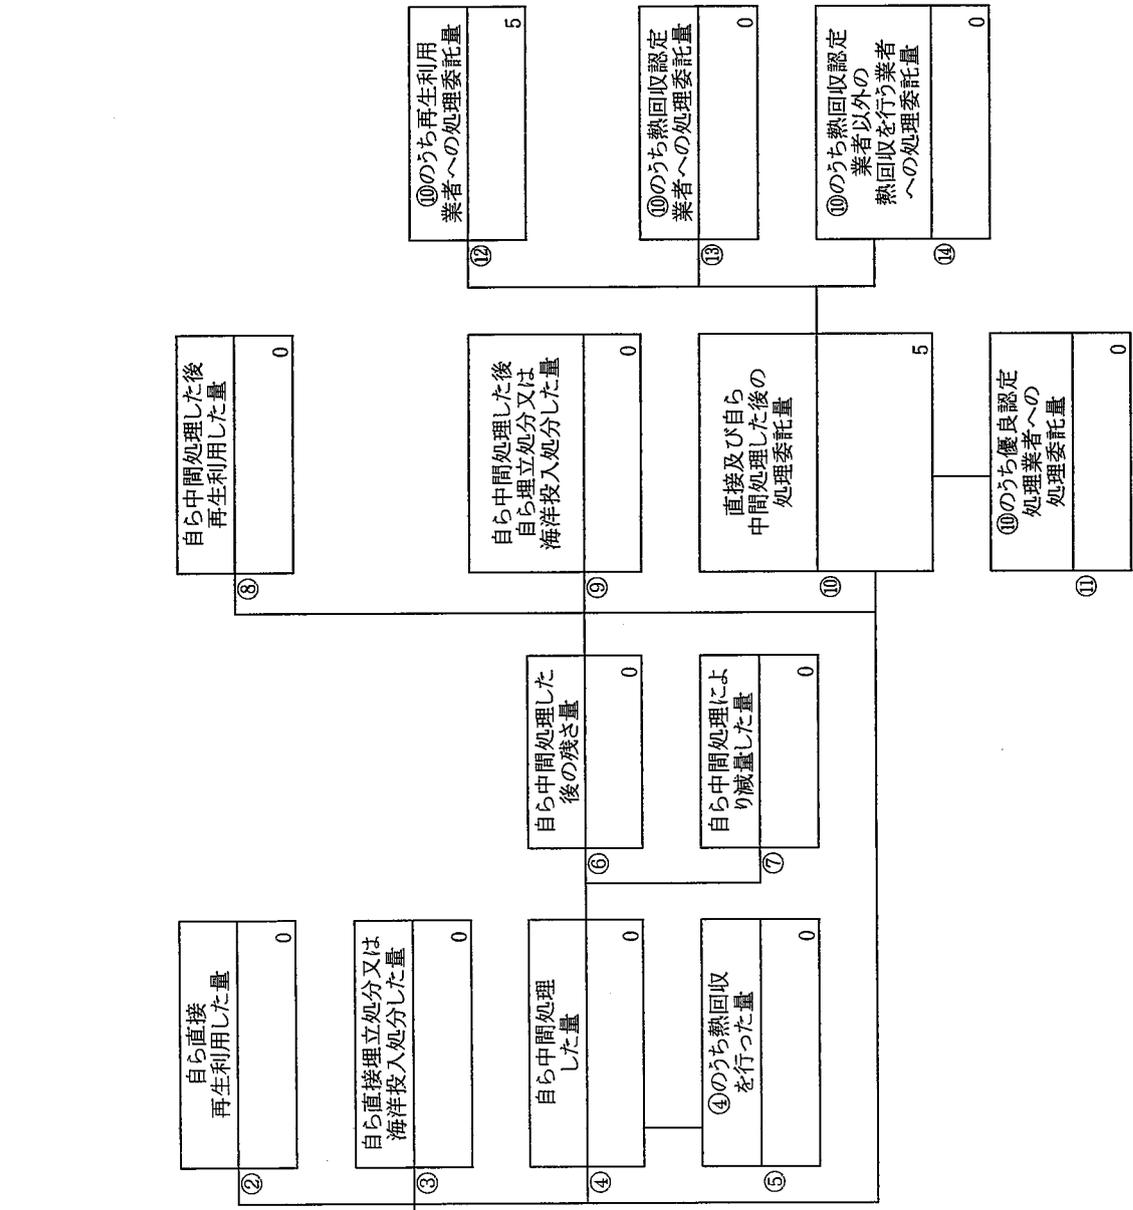 ②
自ら直接
再生利用した量
0
③
自ら直接埋立処分又は
海洋投入処分した量
0
④
自ら中間処理
した量
0
⑤
④のうち熱回収
を行った量
0
⑥
自ら中間処理した
後の残さ量
0
⑦
自ら中間処理によ
り減量した量
0
⑧
自ら中間処理した後
再生利用した量
0
⑨
自ら中間処理した後
自ら埋立処分又は
海洋投入処分した量
0
⑩
直接及び自ら
中間処理した後の
処理委託量
5
⑪
⑩のうち優良認定
処理業者への
処理委託量
0
⑫
⑩のうち再生利用
業者への処理委託量
5
⑬
⑩のうち熱回収認定
業者への処理委託量
0
⑭
⑩のうち熱回収認定
業者以外の
熱回収を行う業者
への処理委託量
0